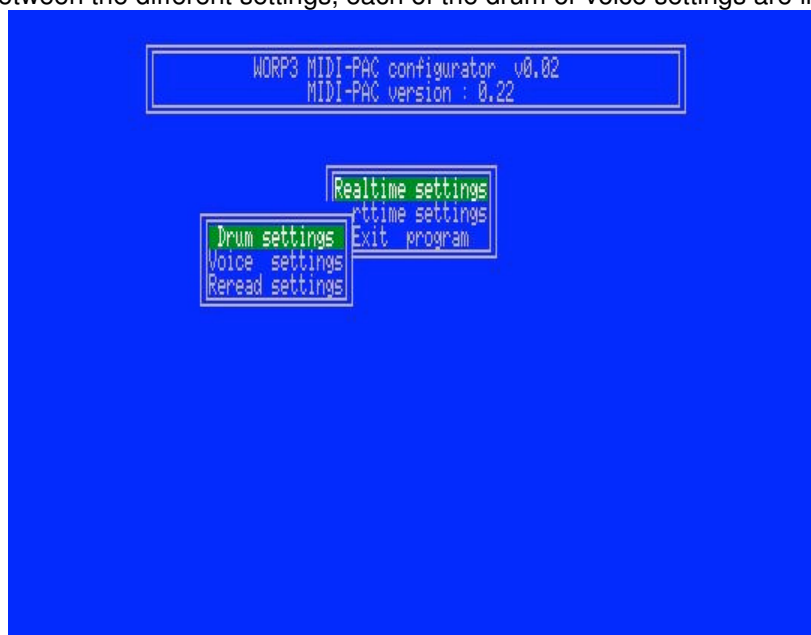 between the different settings, each of the drum or voice settings are
WORP3 MIDI-PAC configurator v0.02
MIDI-PAC version : 0.22
Realtime settings
rttime settings
Exit program
Drum settings
Voice settings
Reread settings